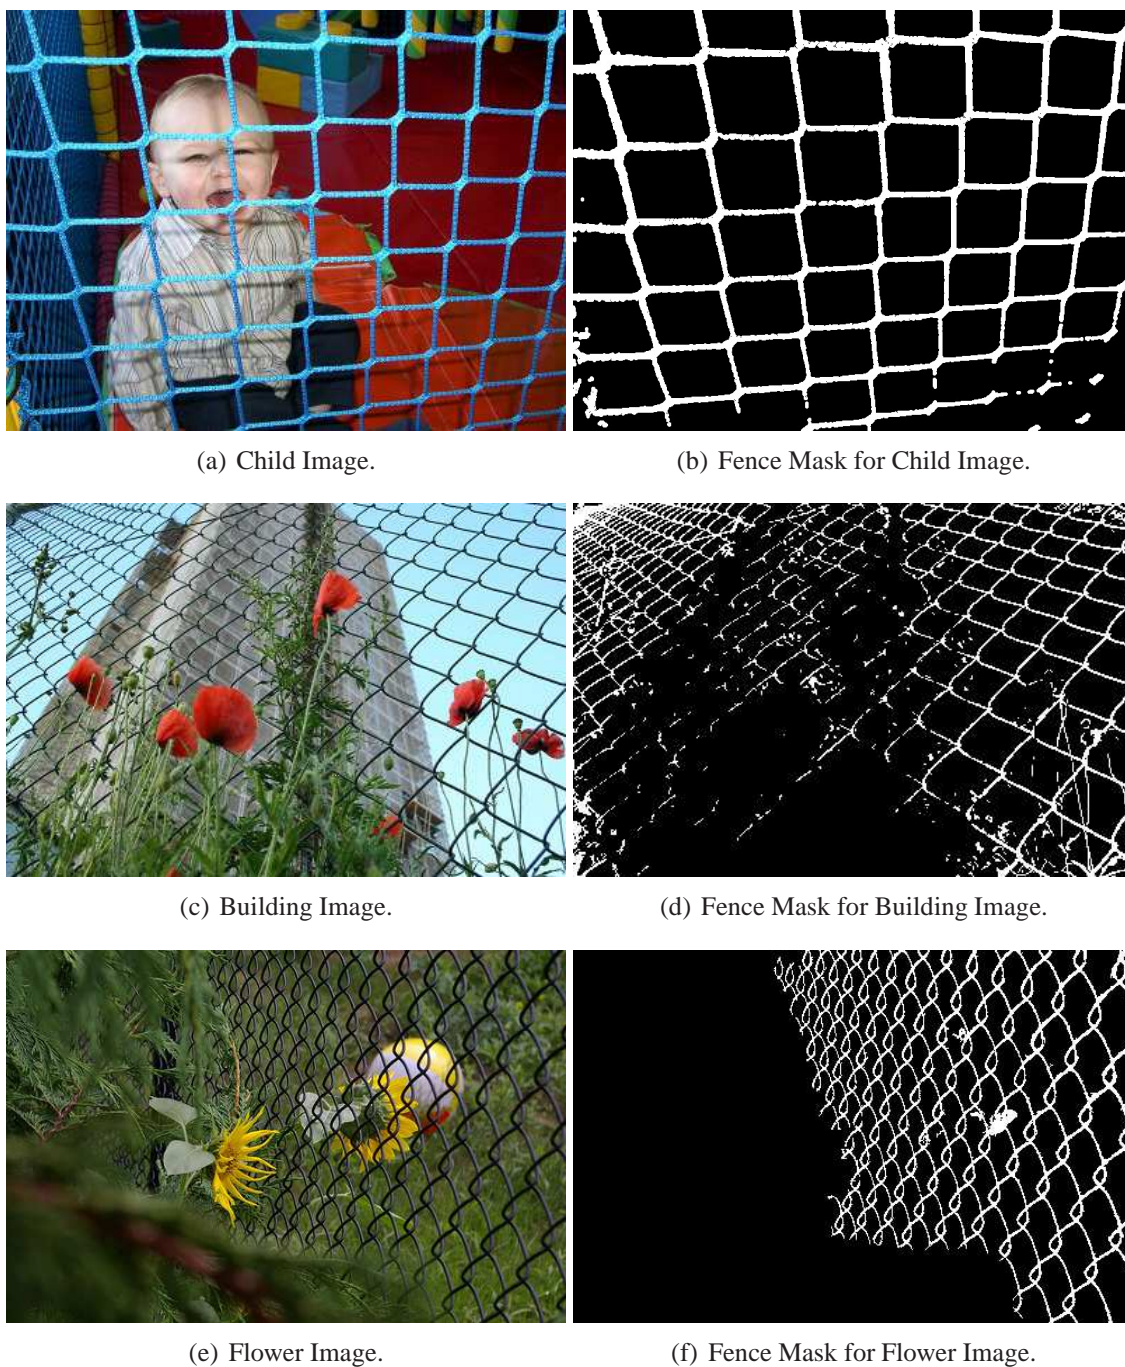 (a) Child Image.
(b) Fence Mask for Child Image.
(c) Building Image.
(d) Fence Mask for Building Image.
(e) Flower Image.
(f) Fence Mask for Flower Image.